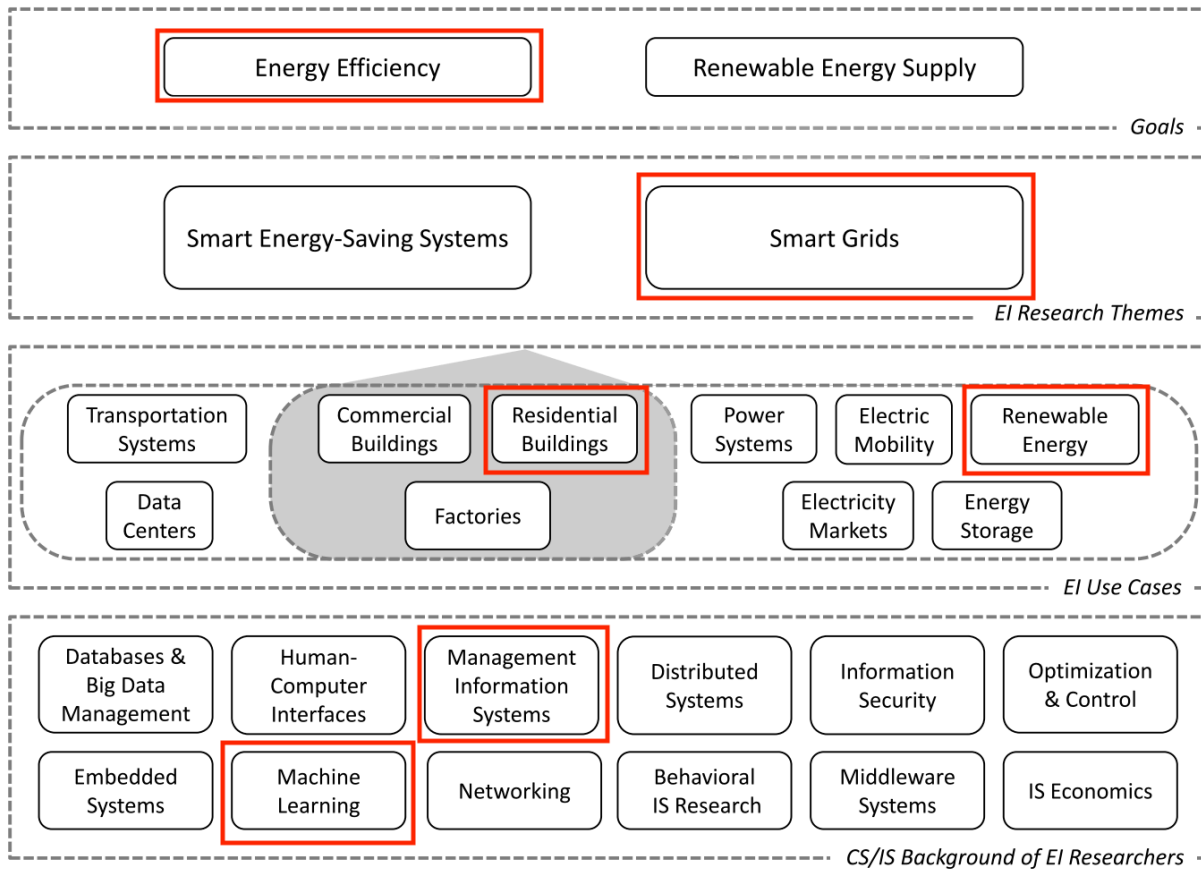 Energy Efficiency
Renewable Energy Supply
Goals
Smart Energy-Saving Systems
Smart Grids
EI Research Themes
Transportation
Systems
Commercial
Buildings
Residential
Buildings
Power
Systems
Electric
Mobility
Renewable
Energy
Data
Centers
Factories
Electricity
Markets
Energy
Storage
EI Use Cases
Databases &
Big Data
Management
Human-
Computer
Interfaces
Management
Information
Systems
Distributed
Systems
Information
Security
Optimization
& Control
Embedded
Systems
Machine
Learning
Networking
Behavioral
IS Research
Middleware
Systems
IS Economics
CS/IS Background of EI Researchers